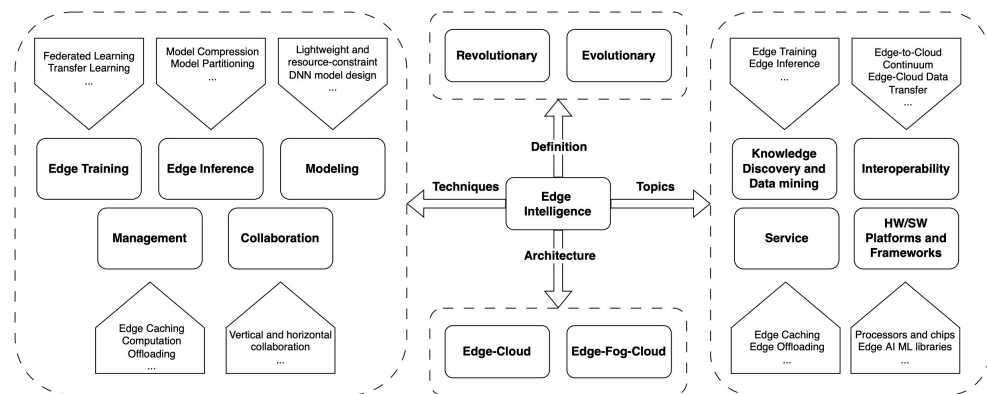 Federated Learning
Transfer Learning
...
Model Compression
Model Partitioning
...
Lightweight and
resource-constraint
DNN model design
...
Edge Training
Edge Inference
Modeling
Management
Collaboration
Edge Caching
Computation
Offloading
...
Vertical and horizontal
collaboration
...
Revolutionary
Evolutionary
Definition
Techniques
Edge
Intelligence
Topics
Architecture
Edge-Cloud
Edge-Fog-Cloud
Edge Training
Edge Inference
...
Edge-to-Cloud
Continuum
Edge-Cloud Data
Transfer
...
Knowledge
Discovery and
Data mining
Interoperability
Service
HW/SW
Platforms and
Frameworks
Edge Caching
Edge Offloading
...
Processors and chips
Edge AI ML libraries
...